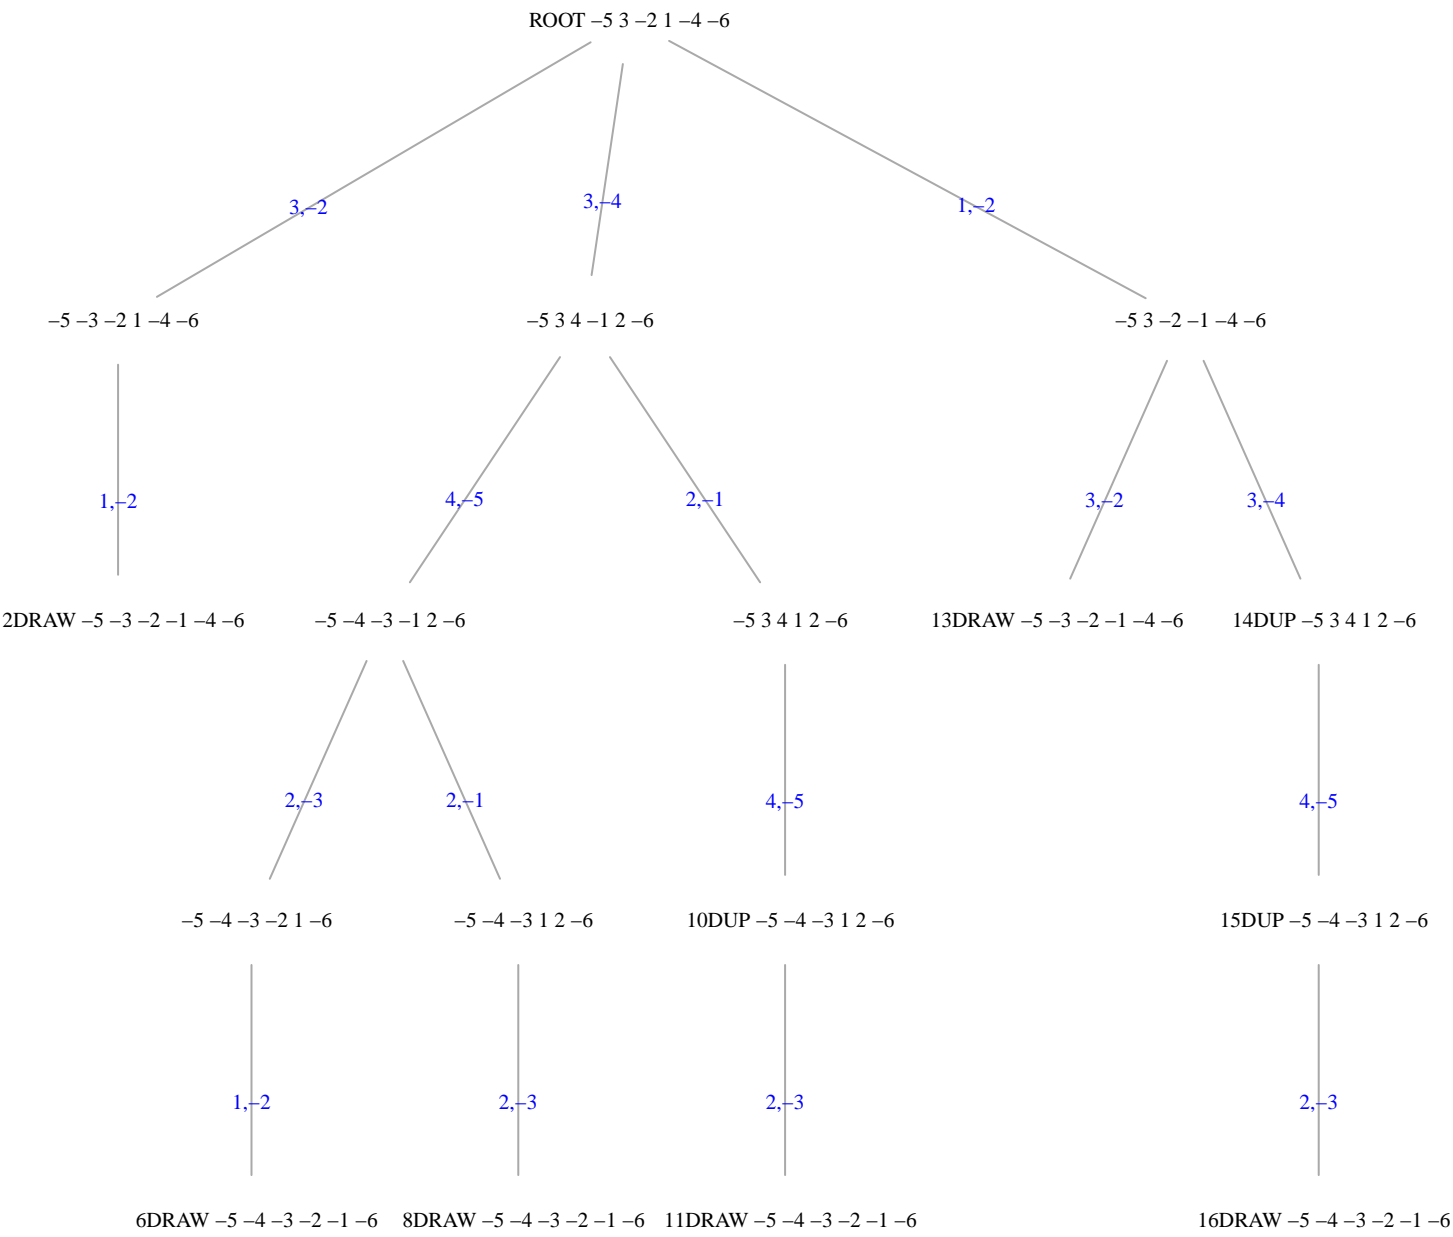 ROOT –5 3 –2 1 –4 –6
3,–2
3,–4
1,–2
–5 –3 –2 1 –4 –6
–5 3 4 –1 2 –6
–5 3 –2 –1 –4 –6
1,–2
4,–5
2,–1
3,–2
3,–4
2DRAW –5 –3 –2 –1 –4 –6
–5 –4 –3 –1 2 –6
–5 3 4 1 2 –6
13DRAW –5 –3 –2 –1 –4 –6
14DUP –5 3 4 1 2 –6
2,–3
2,–1
4,–5
4,–5
–5 –4 –3 –2 1 –6
–5 –4 –3 1 2 –6
10DUP –5 –4 –3 1 2 –6
15DUP –5 –4 –3 1 2 –6
1,–2
2,–3
2,–3
2,–3
6DRAW –5 –4 –3 –2 –1 –6
8DRAW –5 –4 –3 –2 –1 –6
11DRAW –5 –4 –3 –2 –1 –6
16DRAW –5 –4 –3 –2 –1 –6